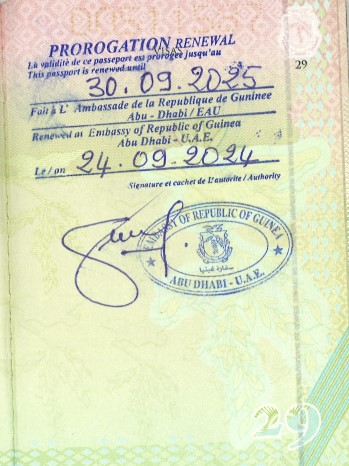 PROROGATION RENEWAL
VISAS
La validité de ce passeport est prorogée jusqu'au
This passport is renewed until
29
30.09.2025
Fait à L' Ambassade de la Republique de Guninee
Abu - Dhabi / EAU
Renewed at Embassy of Republic of Guinea
Abu Dhabi - U.A.E.
Le / on 24.09.2024
Signature et cachet de L'autorite / Authority
EMBASSY OF REPUBLIC OF GUINEA
سفارة غينيا
ABU DHABI - U.A.E.
29